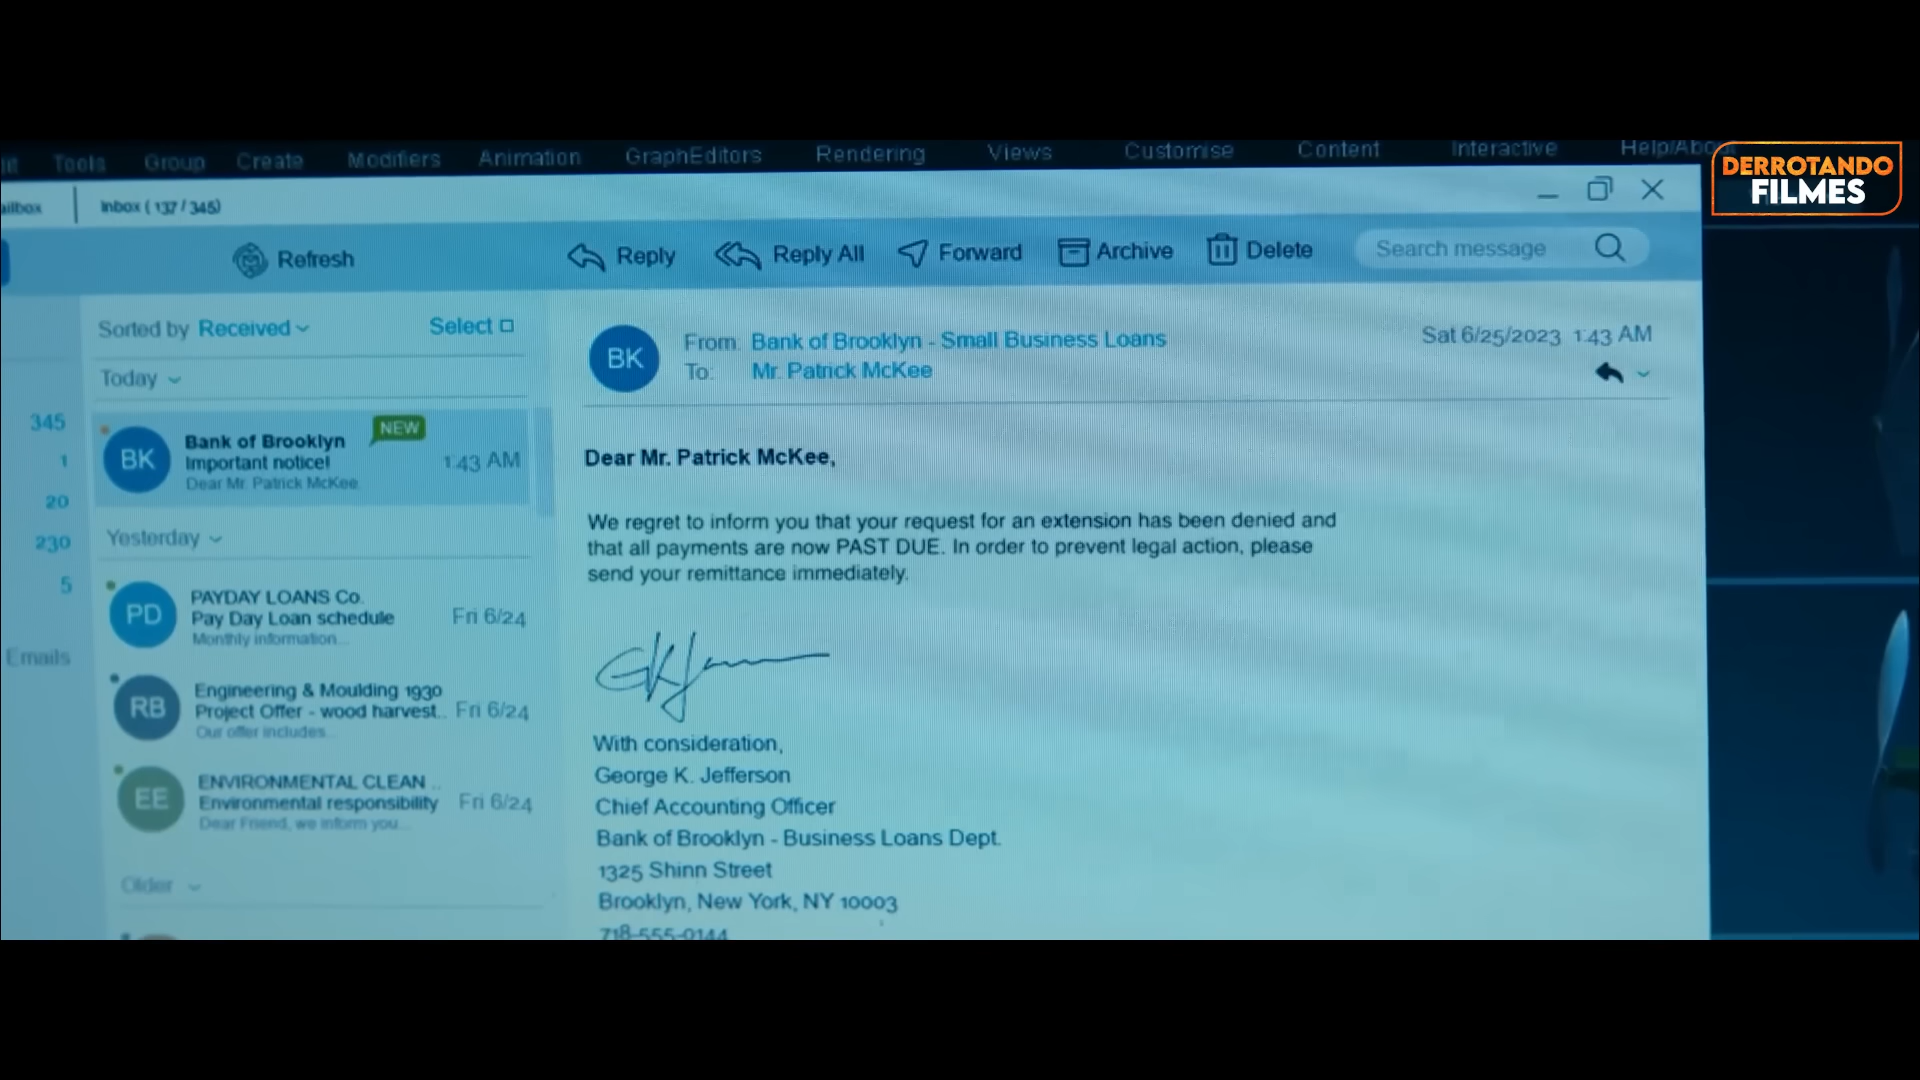 Tools Group Create Modifiers Animation GraphEditors Rendering Views Customise Content Interactive
DERROTANDO
FILMES
Inbox ( 137 / 345)
Refresh Reply Reply All Forward Archive Delete Search message
Sorted by Received Select
Today
345
1
20
230
5
Emails
BK
Bank of Brooklyn
NEW
Important notice!
1:43 AM
Dear Mr. Patrick McKee
Yesterday
PD
PAYDAY LOANS Co.
Pay Day Loan schedule
Fri 6/24
Monthly information...
RB
Engineering & Moulding 1930
Project Offer - wood harvest..
Fri 6/24
Our offer includes...
EE
ENVIRONMENTAL CLEAN ..
Environmental responsibility
Fri 6/24
Dear Friend, we inform you...
Older
BK
From: Bank of Brooklyn - Small Business Loans
To: Mr. Patrick McKee
Sat 6/25/2023 1:43 AM
Dear Mr. Patrick McKee,
We regret to inform you that your request for an extension has been denied and
that all payments are now PAST DUE. In order to prevent legal action, please
send your remittance immediately.
With consideration,
George K. Jefferson
Chief Accounting Officer
Bank of Brooklyn - Business Loans Dept.
1325 Shinn Street
Brooklyn, New York, NY 10003
718-555-0144